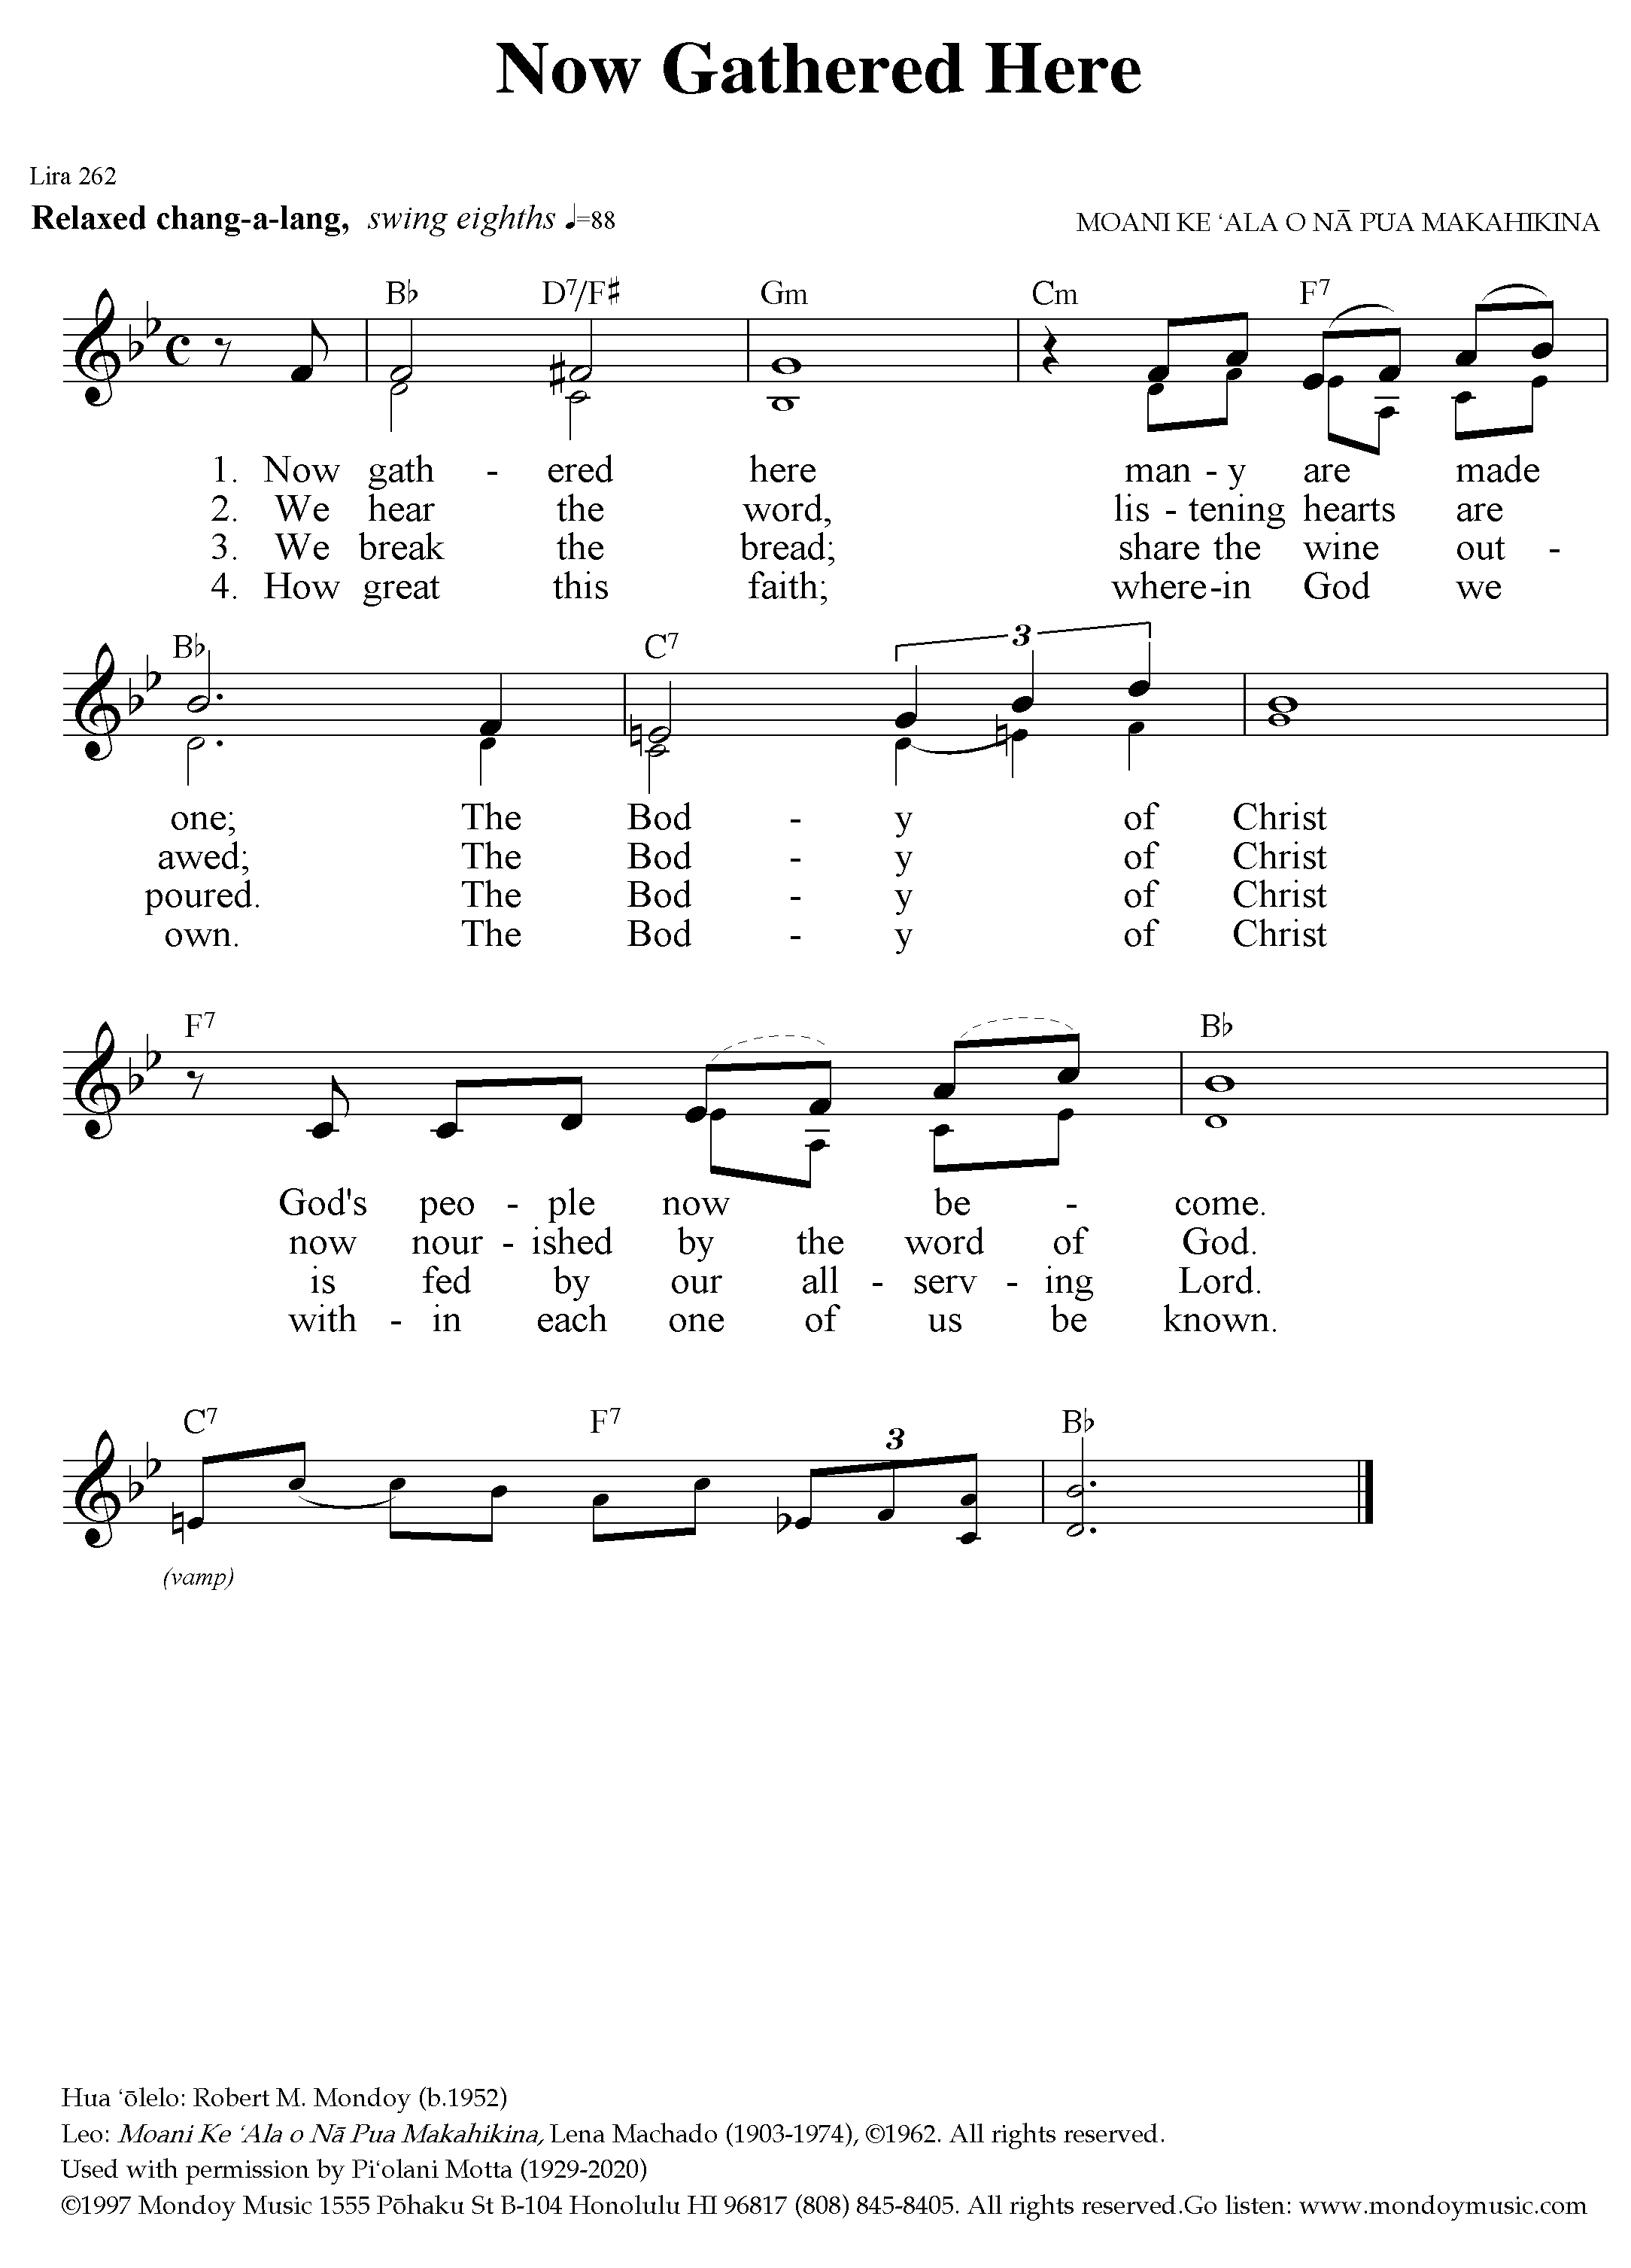 Now Gathered Here
Lira 262
Relaxed chang-a-lang, swing eighths ♩=88
MOANI KE ʻALA O NĀ PUA MAKAHIKINA
B♭ D7/F♯ Gm Cm F7
1. Now gath - ered here man - y are made
2. We hear the word, lis - tening hearts are
3. We break the bread; share the wine out -
4. How great this faith; where-in God we
B♭ C7 3
one; The Bod - y of Christ
awed; The Bod - y of Christ
poured. The Bod - y of Christ
own. The Bod - y of Christ
F7 B♭
God's peo - ple now be - come.
now nour - ished by the word of God.
is fed by our all - serv - ing Lord.
with - in each one of us be known.
C7 F7 3 B♭
(vamp)
Hua ʻōlelo: Robert M. Mondoy (b.1952)
Leo: Moani Ke ʻAla o Nā Pua Makahikina, Lena Machado (1903-1974), ©1962. All rights reserved.
Used with permission by Piʻolani Motta (1929-2020)
©1997 Mondoy Music 1555 Pōhaku St B-104 Honolulu HI 96817 (808) 845-8405. All rights reserved.Go listen: www.mondoymusic.com